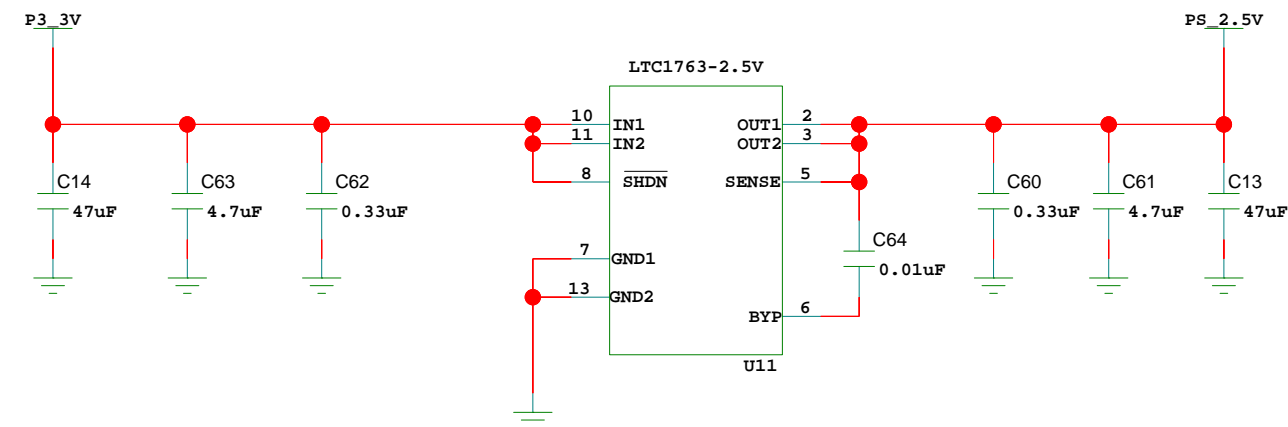 P3_3V
PS_2.5V
LTC1763-2.5V
10 IN1 OUT1 2
11 IN2 OUT2 3
8 SHDN SENSE 5
C14 C63 C62 C60 C61 C13
47uF 4.7uF 0.33uF 0.33uF 4.7uF 47uF
C64
7 GND1
0.01uF
13 GND2
BYP 6
U11